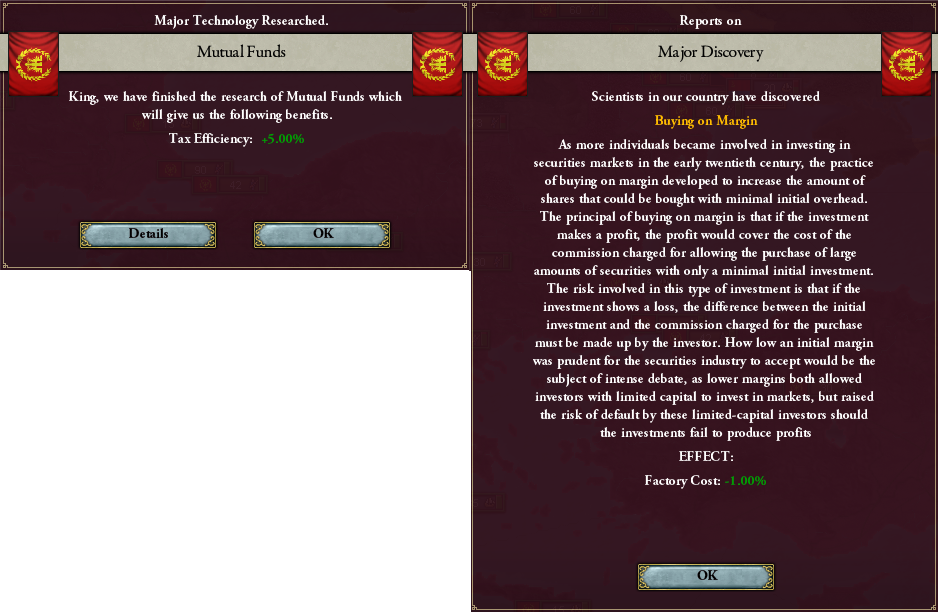 Major Technology Researched.
Mutual Funds
King, we have finished the research of Mutual Funds which
will give us the following benefits.
Tax Efficiency: +5.00%
Details
OK
Reports on
Major Discovery
Scientists in our country have discovered
Buying on Margin
As more individuals became involved in investing in
securities markets in the early twentieth century, the practice
of buying on margin developed to increase the amount of
shares that could be bought with minimal initial overhead.
The principal of buying on margin is that if the investment
makes a profit, the profit would cover the cost of the
commission charged for allowing the purchase of large
amounts of securities with only a minimal initial investment.
The risk involved in this type of investment is that if the
investment shows a loss, the difference between the initial
investment and the commission charged for the purchase
must be made up by the investor. How low an initial margin
was prudent for the securities industry to accept would be the
subject of intense debate, as lower margins both allowed
investors with limited capital to invest in markets, but raised
the risk of default by these limited-capital investors should
the investments fail to produce profits
EFFECT:
Factory Cost: -1.00%
OK